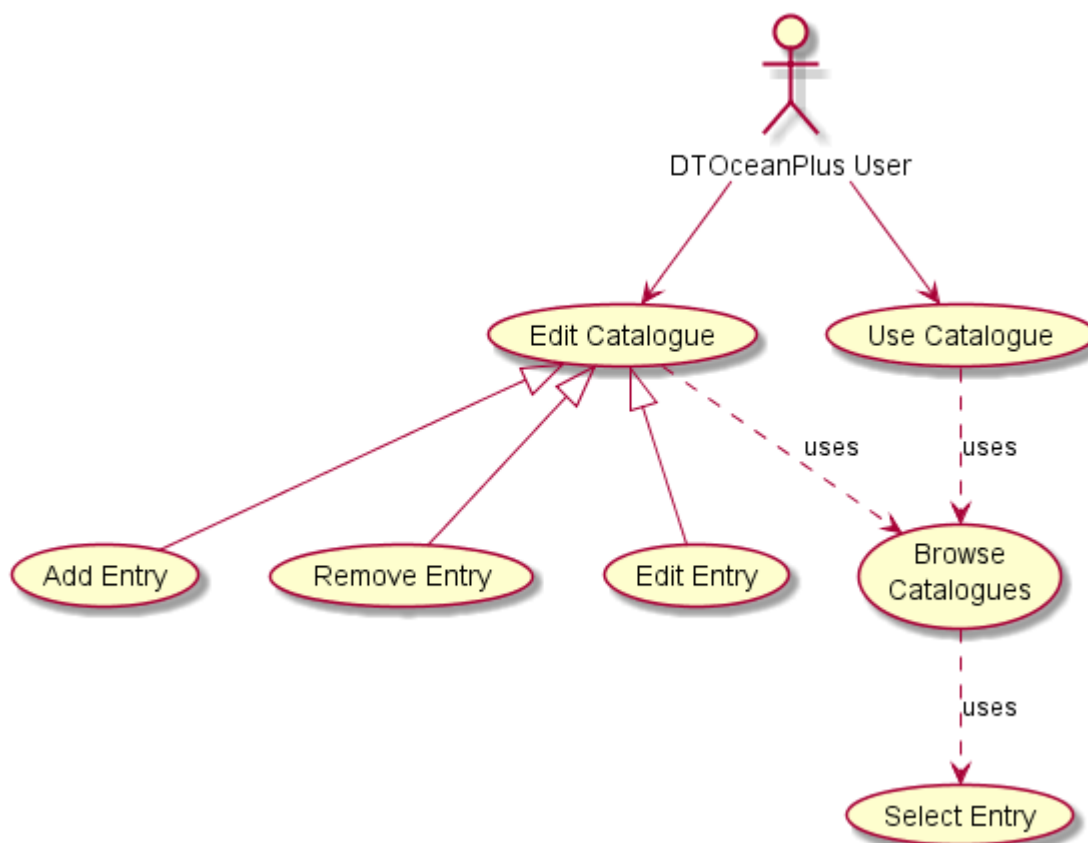 DTOceanPlus User
Edit Catalogue
Use Catalogue
uses
uses
Add Entry
Remove Entry
Edit Entry
Browse
Catalogues
uses
Select Entry